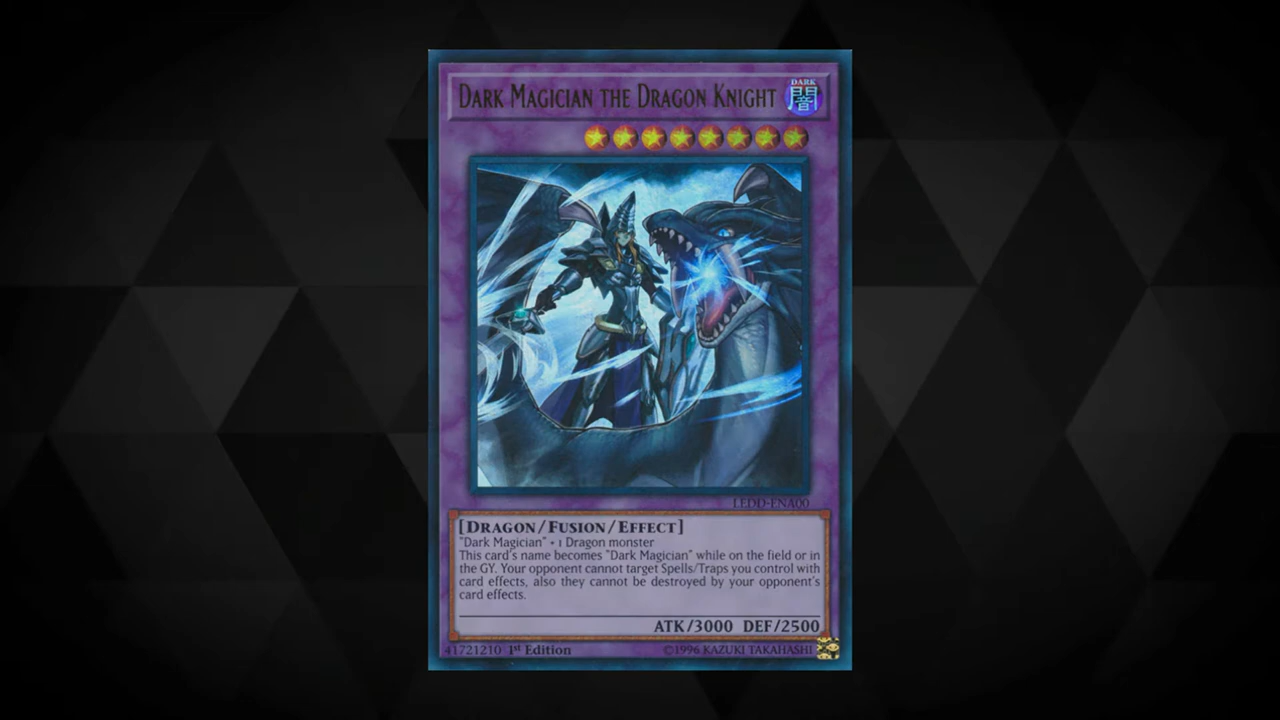 DARK MAGICIAN THE DRAGON KNIGHT
DARK
闇
LEDD-ENA00
[DRAGON/FUSION/EFFECT]
"Dark Magician" + 1 Dragon monster
This card's name becomes "Dark Magician" while on the field or in
the GY. Your opponent cannot target Spells/Traps you control with
card effects, also they cannot be destroyed by your opponent's
card effects.
ATK/3000 DEF/2500
41721210 1st Edition
©1996 KAZUKI TAKAHASHI